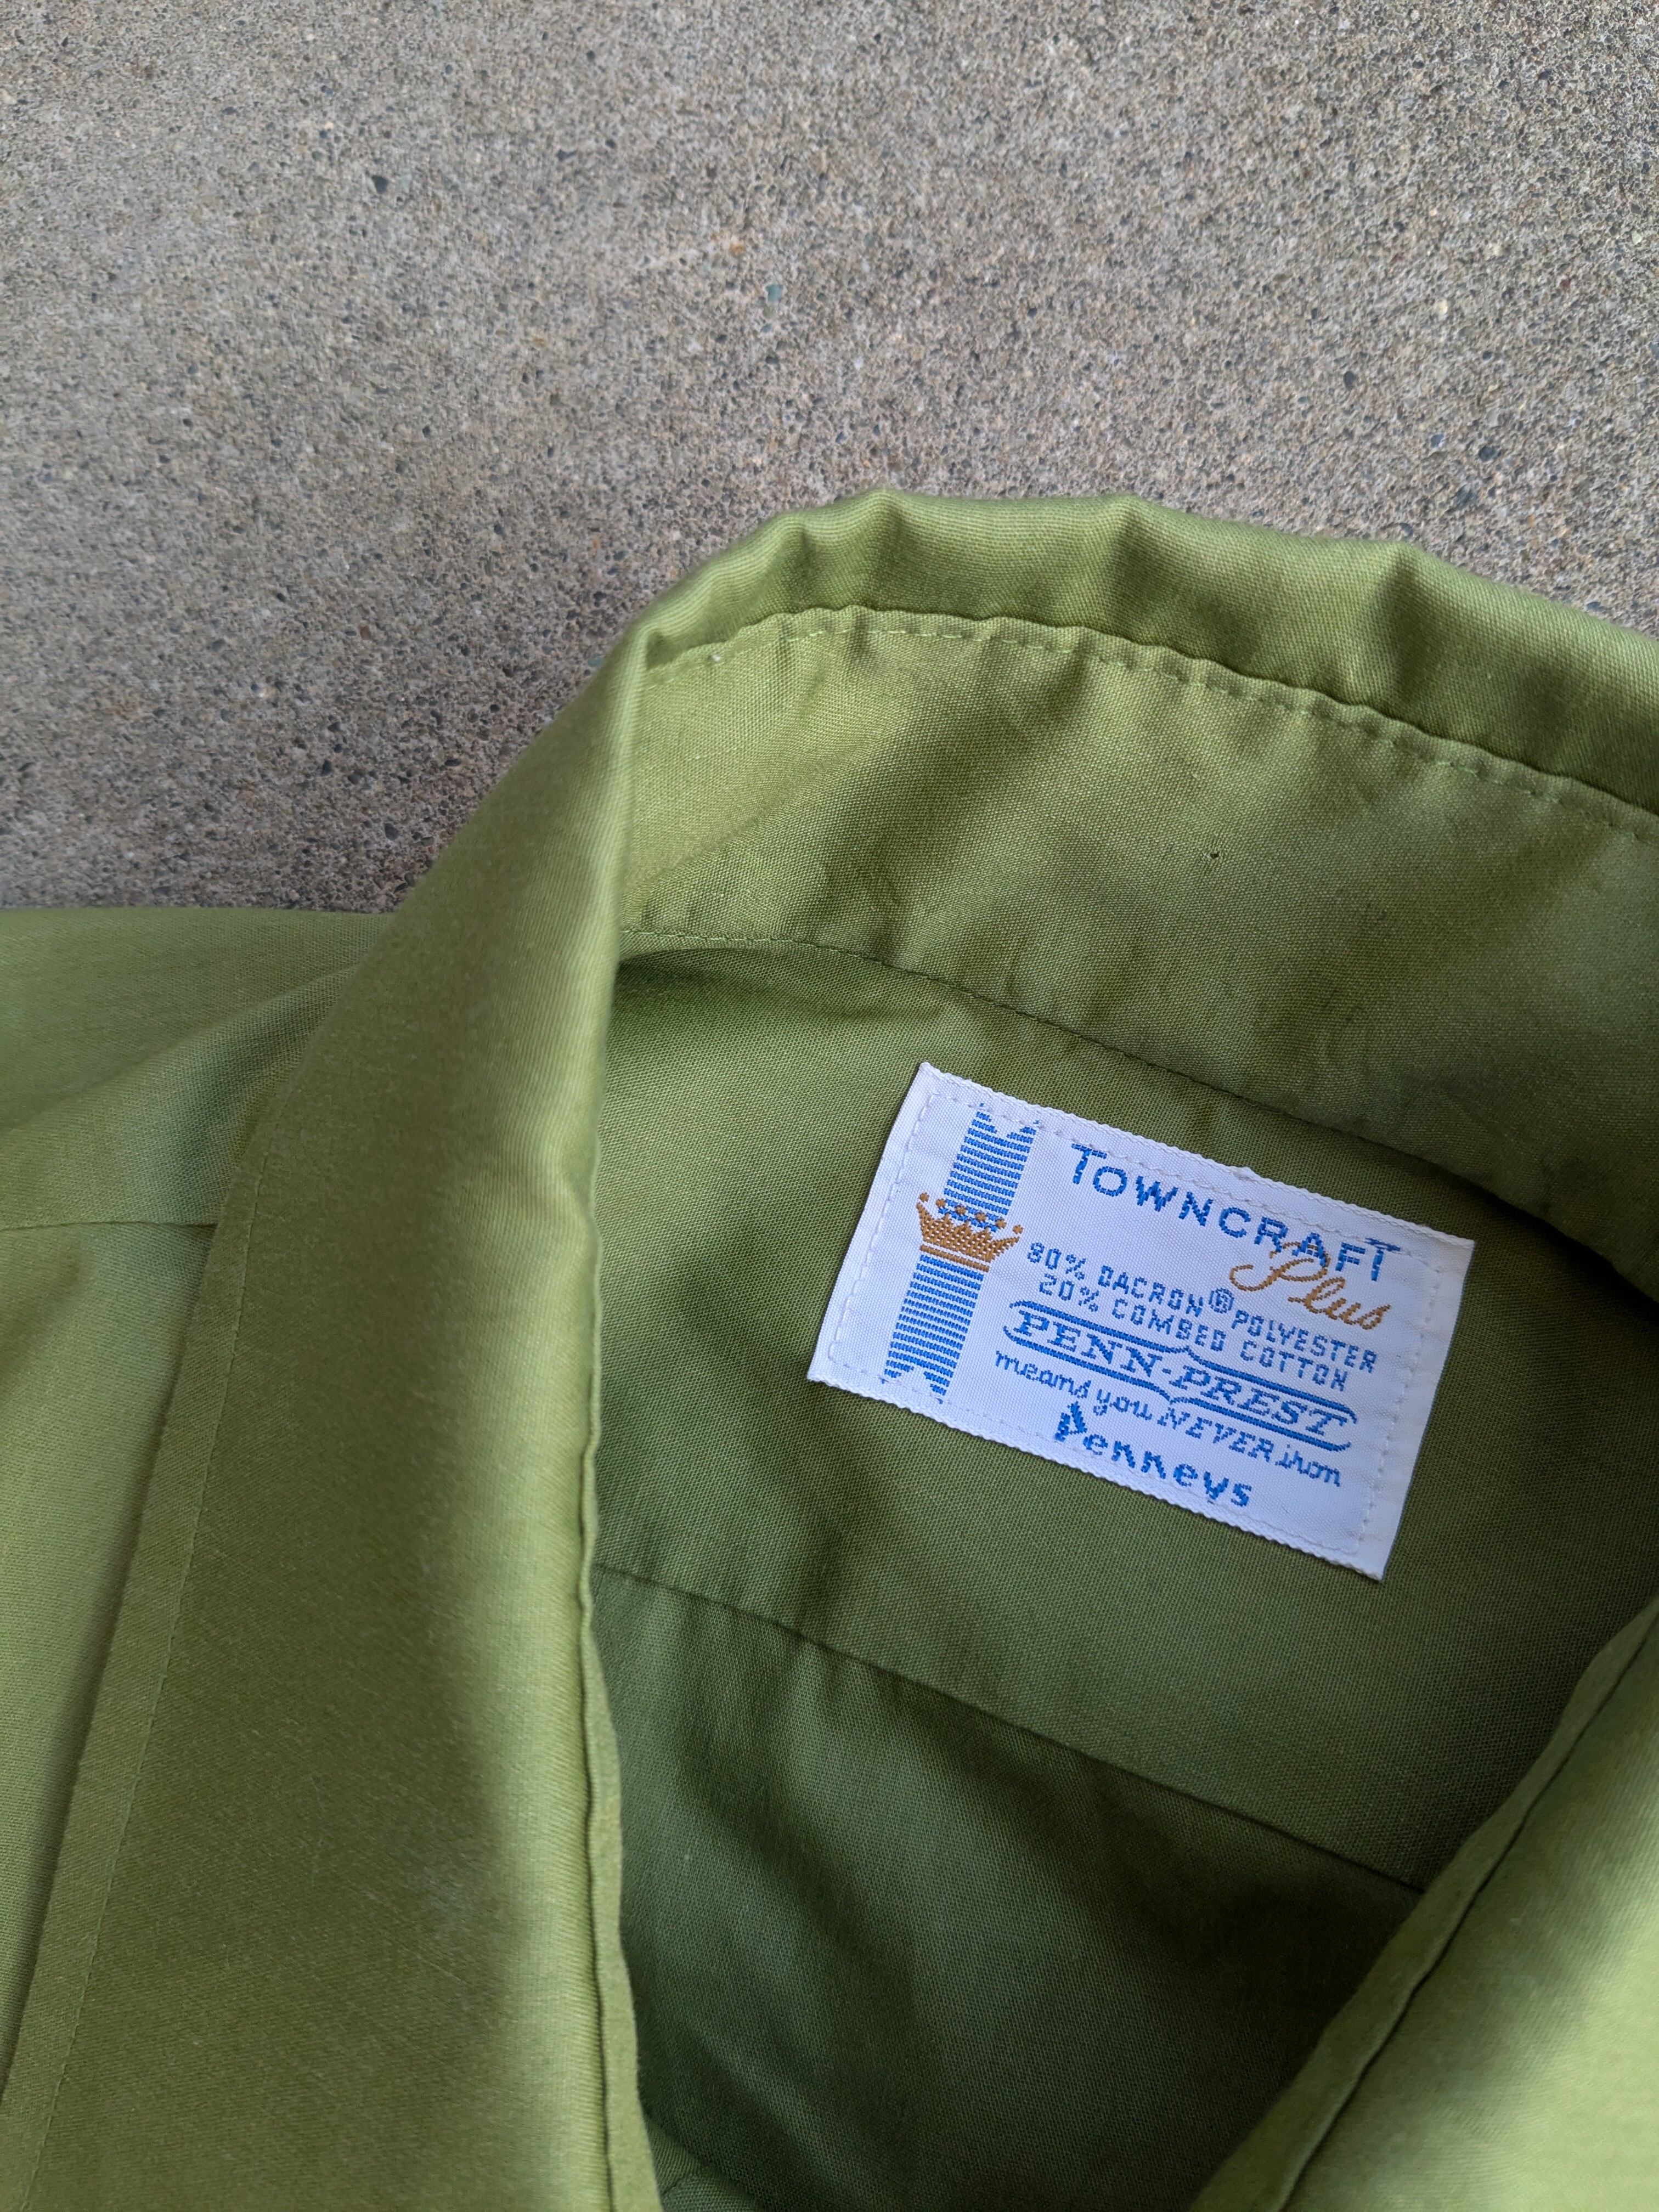 TOWNCRAFT
Plus
80% DACRON® POLYESTER
20% COMBED COTTON
PENN-PREST
means you NEVER iron
Penneys